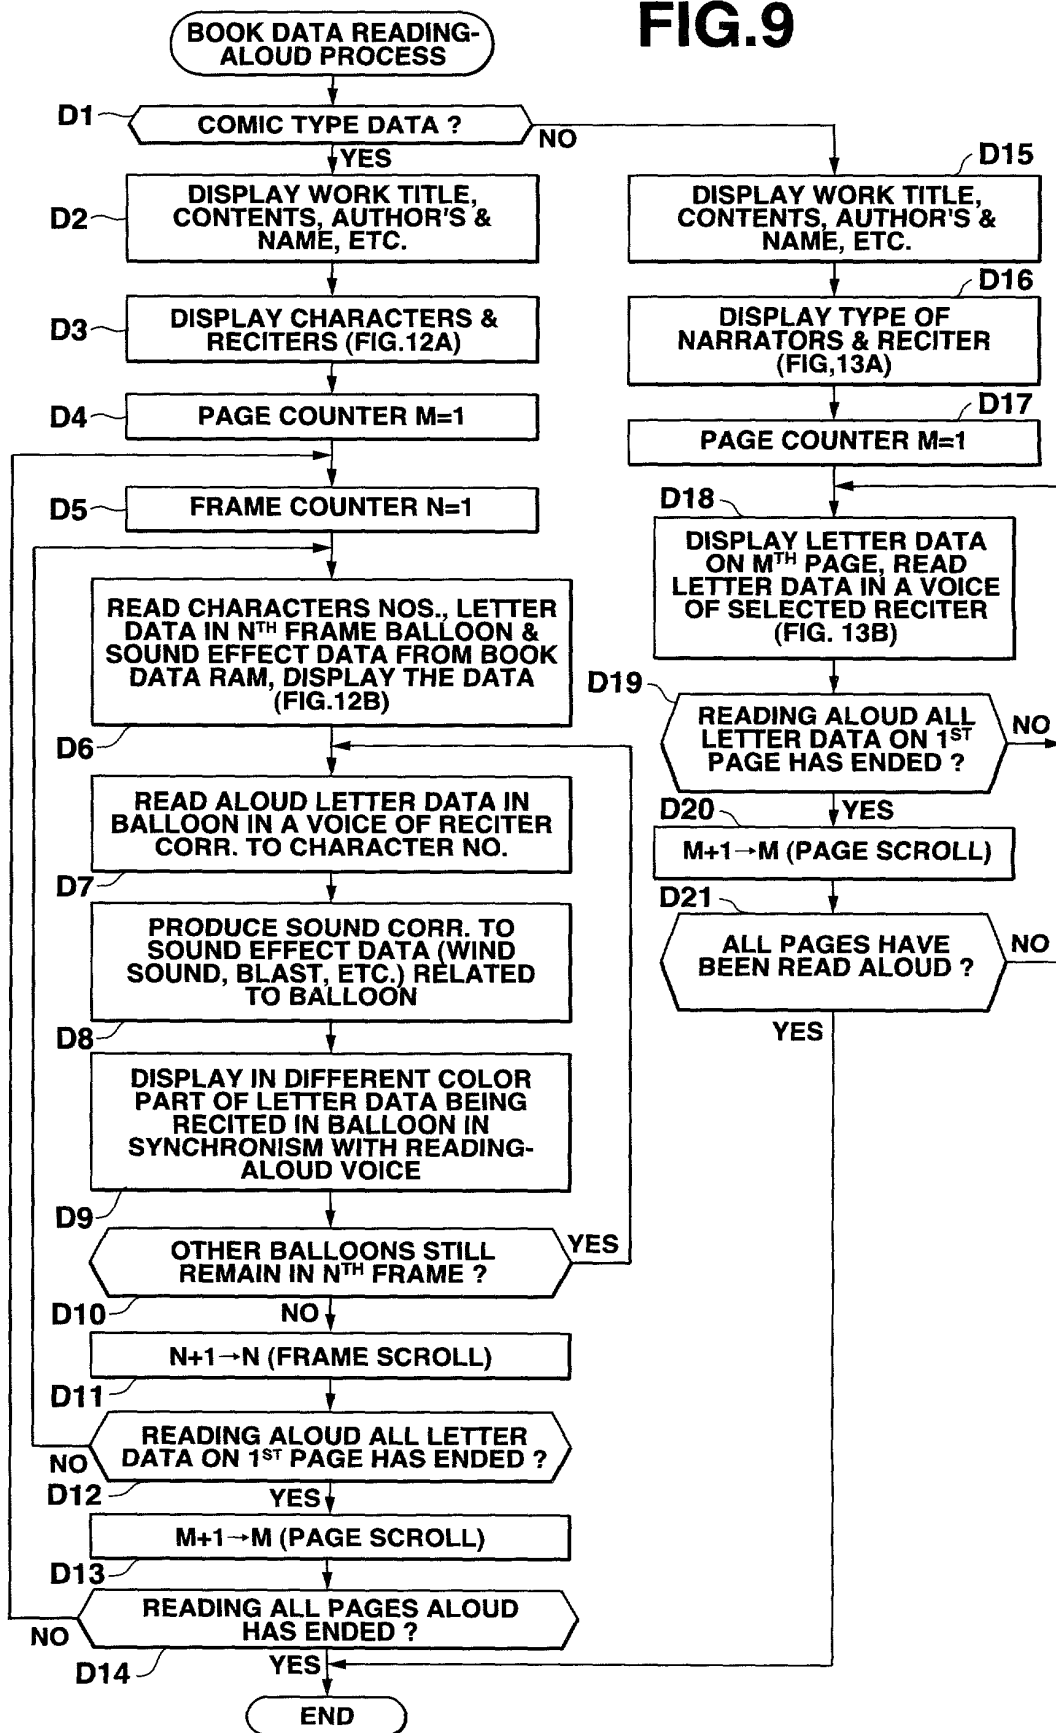 FIG.9
BOOK DATA READING-
ALOUD PROCESS
D1
COMIC TYPE DATA ?
NO
YES
D2
DISPLAY WORK TITLE,
CONTENTS, AUTHOR'S &
NAME, ETC.
D3
DISPLAY CHARACTERS &
RECITERS (FIG.12A)
D4
PAGE COUNTER M=1
D5
FRAME COUNTER N=1
READ CHARACTERS NOS., LETTER
DATA IN NTH FRAME BALLOON &
SOUND EFFECT DATA FROM BOOK
DATA RAM, DISPLAY THE DATA
(FIG.12B)
D6
READ ALOUD LETTER DATA IN
BALLOON IN A VOICE OF RECITER
CORR. TO CHARACTER NO.
D7
PRODUCE SOUND CORR. TO
SOUND EFFECT DATA (WIND
SOUND, BLAST, ETC.) RELATED
TO BALLOON
D8
DISPLAY IN DIFFERENT COLOR
PART OF LETTER DATA BEING
RECITED IN BALLOON IN
SYNCHRONISM WITH READING-
ALOUD VOICE
D9
OTHER BALLOONS STILL
REMAIN IN NTH FRAME ?
YES
D10
NO
N+1→N (FRAME SCROLL)
D11
READING ALOUD ALL LETTER
DATA ON 1ST PAGE HAS ENDED ?
NO
D12
YES
M+1→M (PAGE SCROLL)
D13
READING ALL PAGES ALOUD
HAS ENDED ?
NO
D14
YES
END
D15
DISPLAY WORK TITLE,
CONTENTS, AUTHOR'S &
NAME, ETC.
D16
DISPLAY TYPE OF
NARRATORS & RECITER
(FIG,13A)
D17
PAGE COUNTER M=1
D18
DISPLAY LETTER DATA
ON MTH PAGE, READ
LETTER DATA IN A VOICE
OF SELECTED RECITER
(FIG. 13B)
D19
READING ALOUD ALL
LETTER DATA ON 1ST
PAGE HAS ENDED ?
NO
D20
YES
M+1→M (PAGE SCROLL)
D21
ALL PAGES HAVE
BEEN READ ALOUD ?
NO
YES